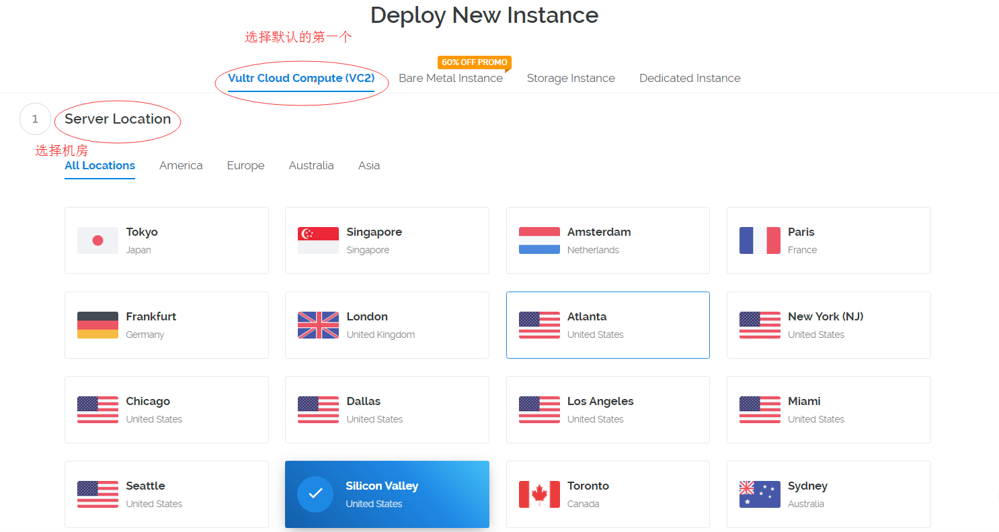 Deploy New Instance
选择默认的第一个
60% OFF PROMO
Vultr Cloud Compute (VC2)
Bare Metal Instance
Storage Instance
Dedicated Instance
1
Server Location
选择机房
All Locations
America
Europe
Australia
Asia
Tokyo
Japan
Singapore
Singapore
Amsterdam
Netherlands
Paris
France
Frankfurt
Germany
London
United Kingdom
Atlanta
United States
New York (NJ)
United States
Chicago
United States
Dallas
United States
Los Angeles
United States
Miami
United States
Seattle
United States
Silicon Valley
United States
Toronto
Canada
Sydney
Australia